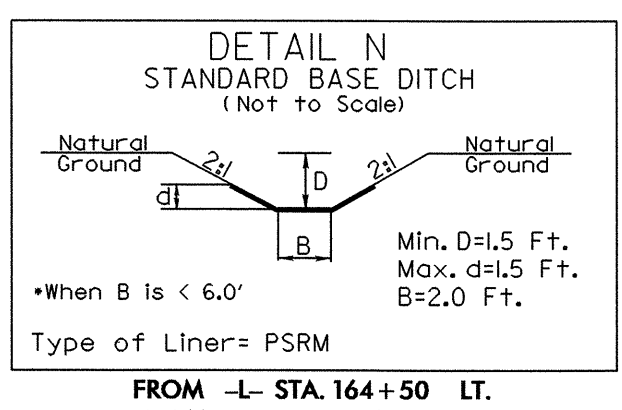 DETAIL N
STANDARD BASE DITCH
(Not to Scale)
Natural Ground
2:1
D
2:1
Natural Ground
d
B
Min. D=1.5 Ft.
Max. d=1.5 Ft.
B=2.0 Ft.
*When B is < 6.0'
Type of Liner= PSRM
FROM -L- STA. 164+50 LT.